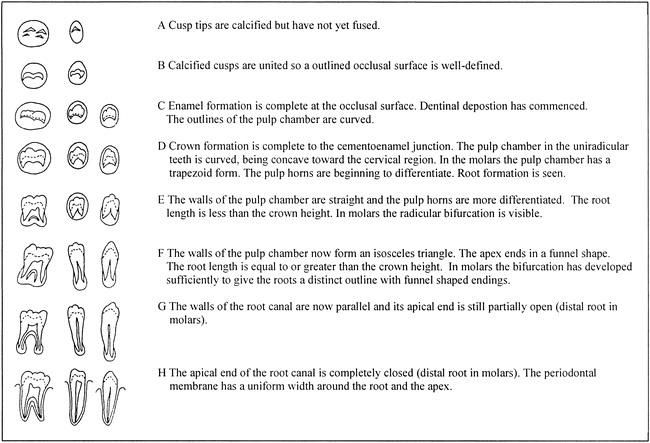 A Cusp tips are calcified but have not yet fused.
B Calcified cusps are united so a outlined occlusal surface is well-defined.
C Enamel formation is complete at the occlusal surface. Dentinal depostion has commenced.
The outlines of the pulp chamber are curved.
D Crown formation is complete to the cementoenamel junction. The pulp chamber in the uniradicular
teeth is curved, being concave toward the cervical region. In the molars the pulp chamber has a
trapezoid form. The pulp horns are beginning to differentiate. Root formation is seen.
E The walls of the pulp chamber are straight and the pulp horns are more differentiated. The root
length is less than the crown height. In molars the radicular bifurcation is visible.
F The walls of the pulp chamber now form an isosceles triangle. The apex ends in a funnel shape.
The root length is equal to or greater than the crown height. In molars the bifurcation has developed
sufficiently to give the roots a distinct outline with funnel shaped endings.
G The walls of the root canal are now parallel and its apical end is still partially open (distal root in
molars).
H The apical end of the root canal is completely closed (distal root in molars). The periodontal
membrane has a uniform width around the root and the apex.